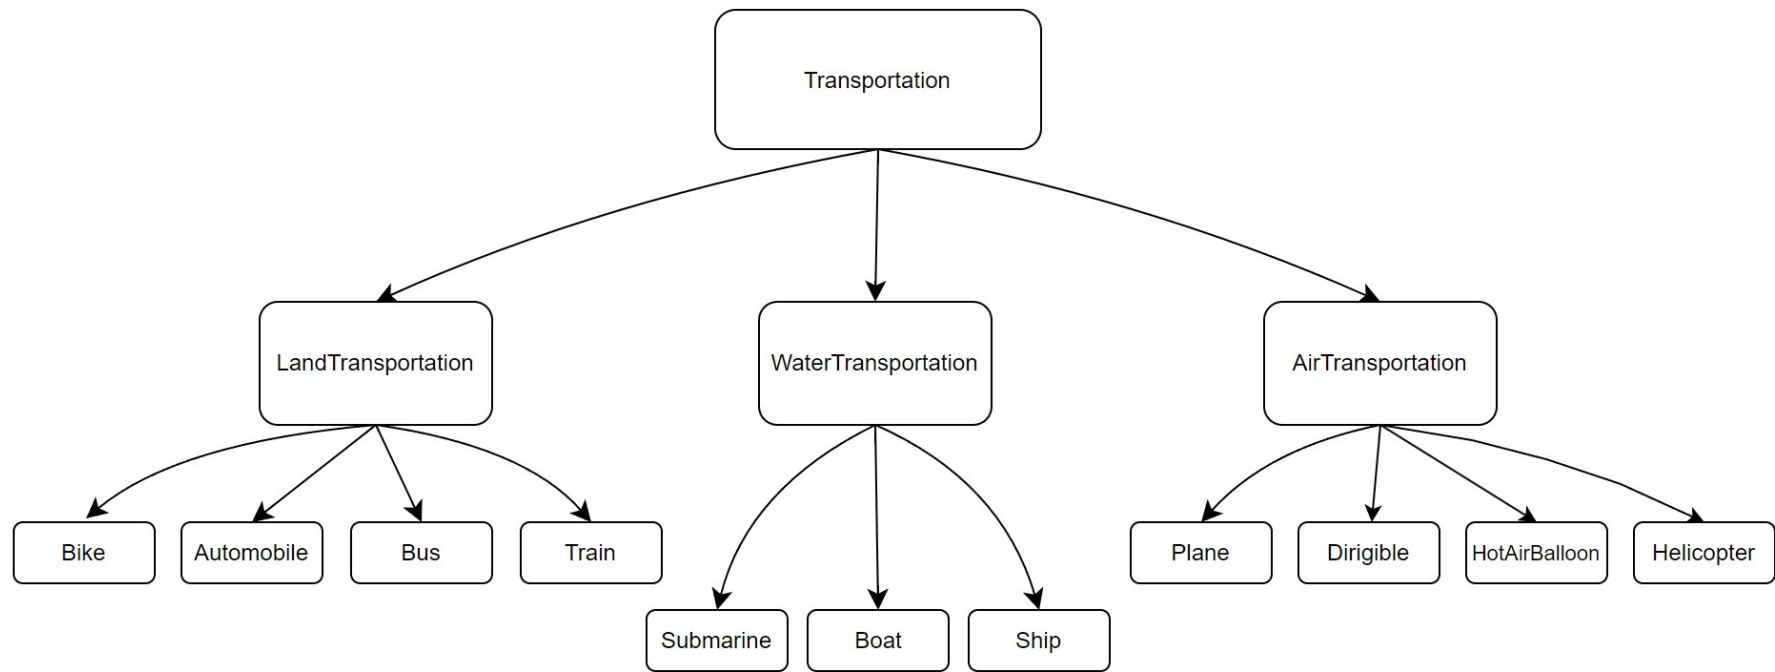 Transportation
LandTransportation
WaterTransportation
AirTransportation
Bike
Automobile
Bus
Train
Plane
Dirigible
HotAirBalloon
Helicopter
Submarine
Boat
Ship